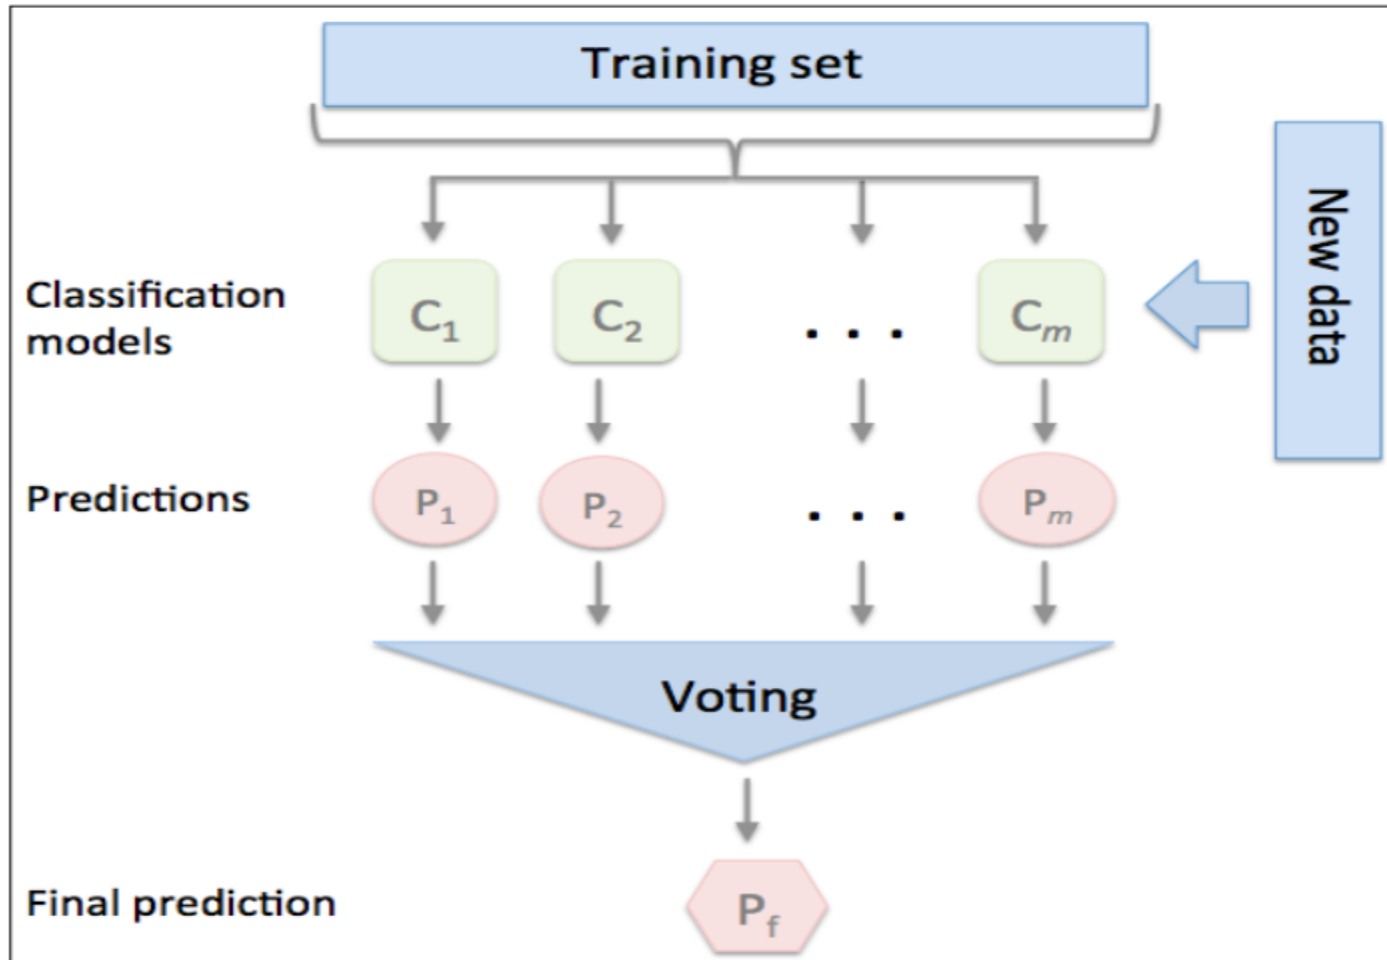 Training set
New data
Classification
models
C1 C2 . . . Cm
Predictions
P1 P2 . . . Pm
Voting
Final prediction
Pf